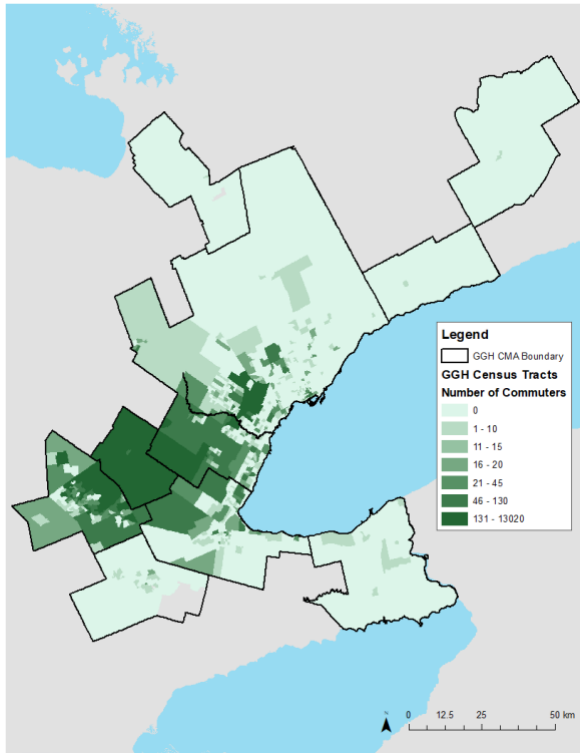 Legend
GGH CMA Boundary
GGH Census Tracts
Number of Commuters
0
1 - 10
11 - 15
16 - 20
21 - 45
46 - 130
131 - 13020
N
0 12.5 25 50 km